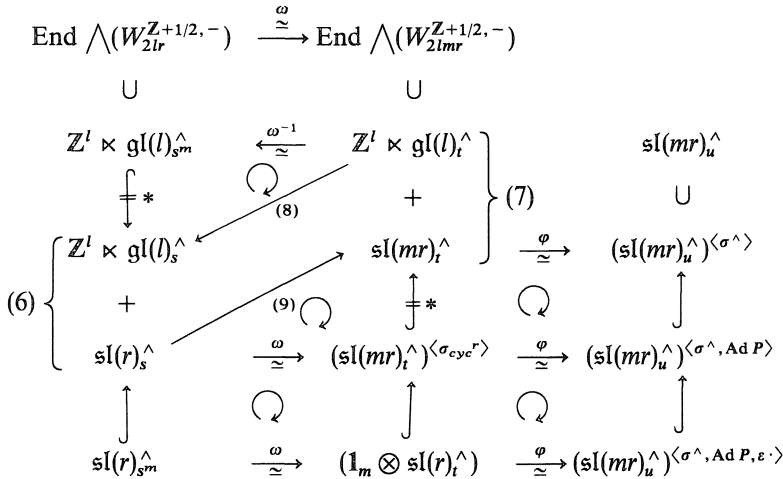 End ⋀(W_{2lr}^{ℤ+1/2, −}) ω ≃ ⟶ End ⋀(W_{2lmr}^{ℤ+1/2, −})
∪ ∪
ℤ^l ⋉ 𝔤𝔩(l)_{s^m}^∧ ω^{−1} ≃ ⟵ ℤ^l ⋉ 𝔤𝔩(l)_t^∧ 𝔰𝔩(mr)_u^∧
* (8) + (7) ∪
ℤ^l ⋉ 𝔤𝔩(l)_s^∧ 𝔰𝔩(mr)_t^∧ φ ≃ ⟶ (𝔰𝔩(mr)_u^∧)^{⟨σ^∧⟩}
(6) + (9) *
𝔰𝔩(r)_s^∧ ω ≃ ⟶ (𝔰𝔩(mr)_t^∧)^{⟨σ_{cyc}^r⟩} φ ≃ ⟶ (𝔰𝔩(mr)_u^∧)^{⟨σ^∧, Ad P⟩}
𝔰𝔩(r)_{s^m}^∧ ω ≃ ⟶ (𝟙_m ⊗ 𝔰𝔩(r)_t^∧) φ ≃ ⟶ (𝔰𝔩(mr)_u^∧)^{⟨σ^∧, Ad P, ε·⟩}